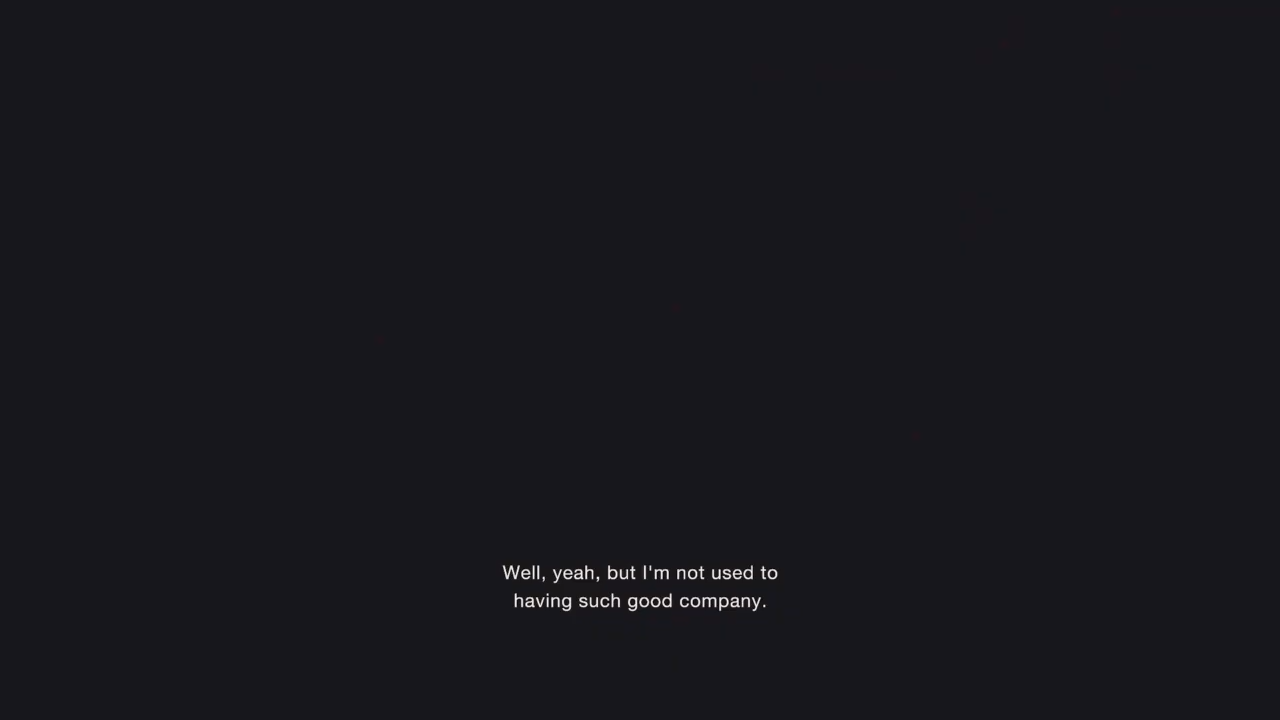 Well, yeah, but I'm not used to
having such good company.